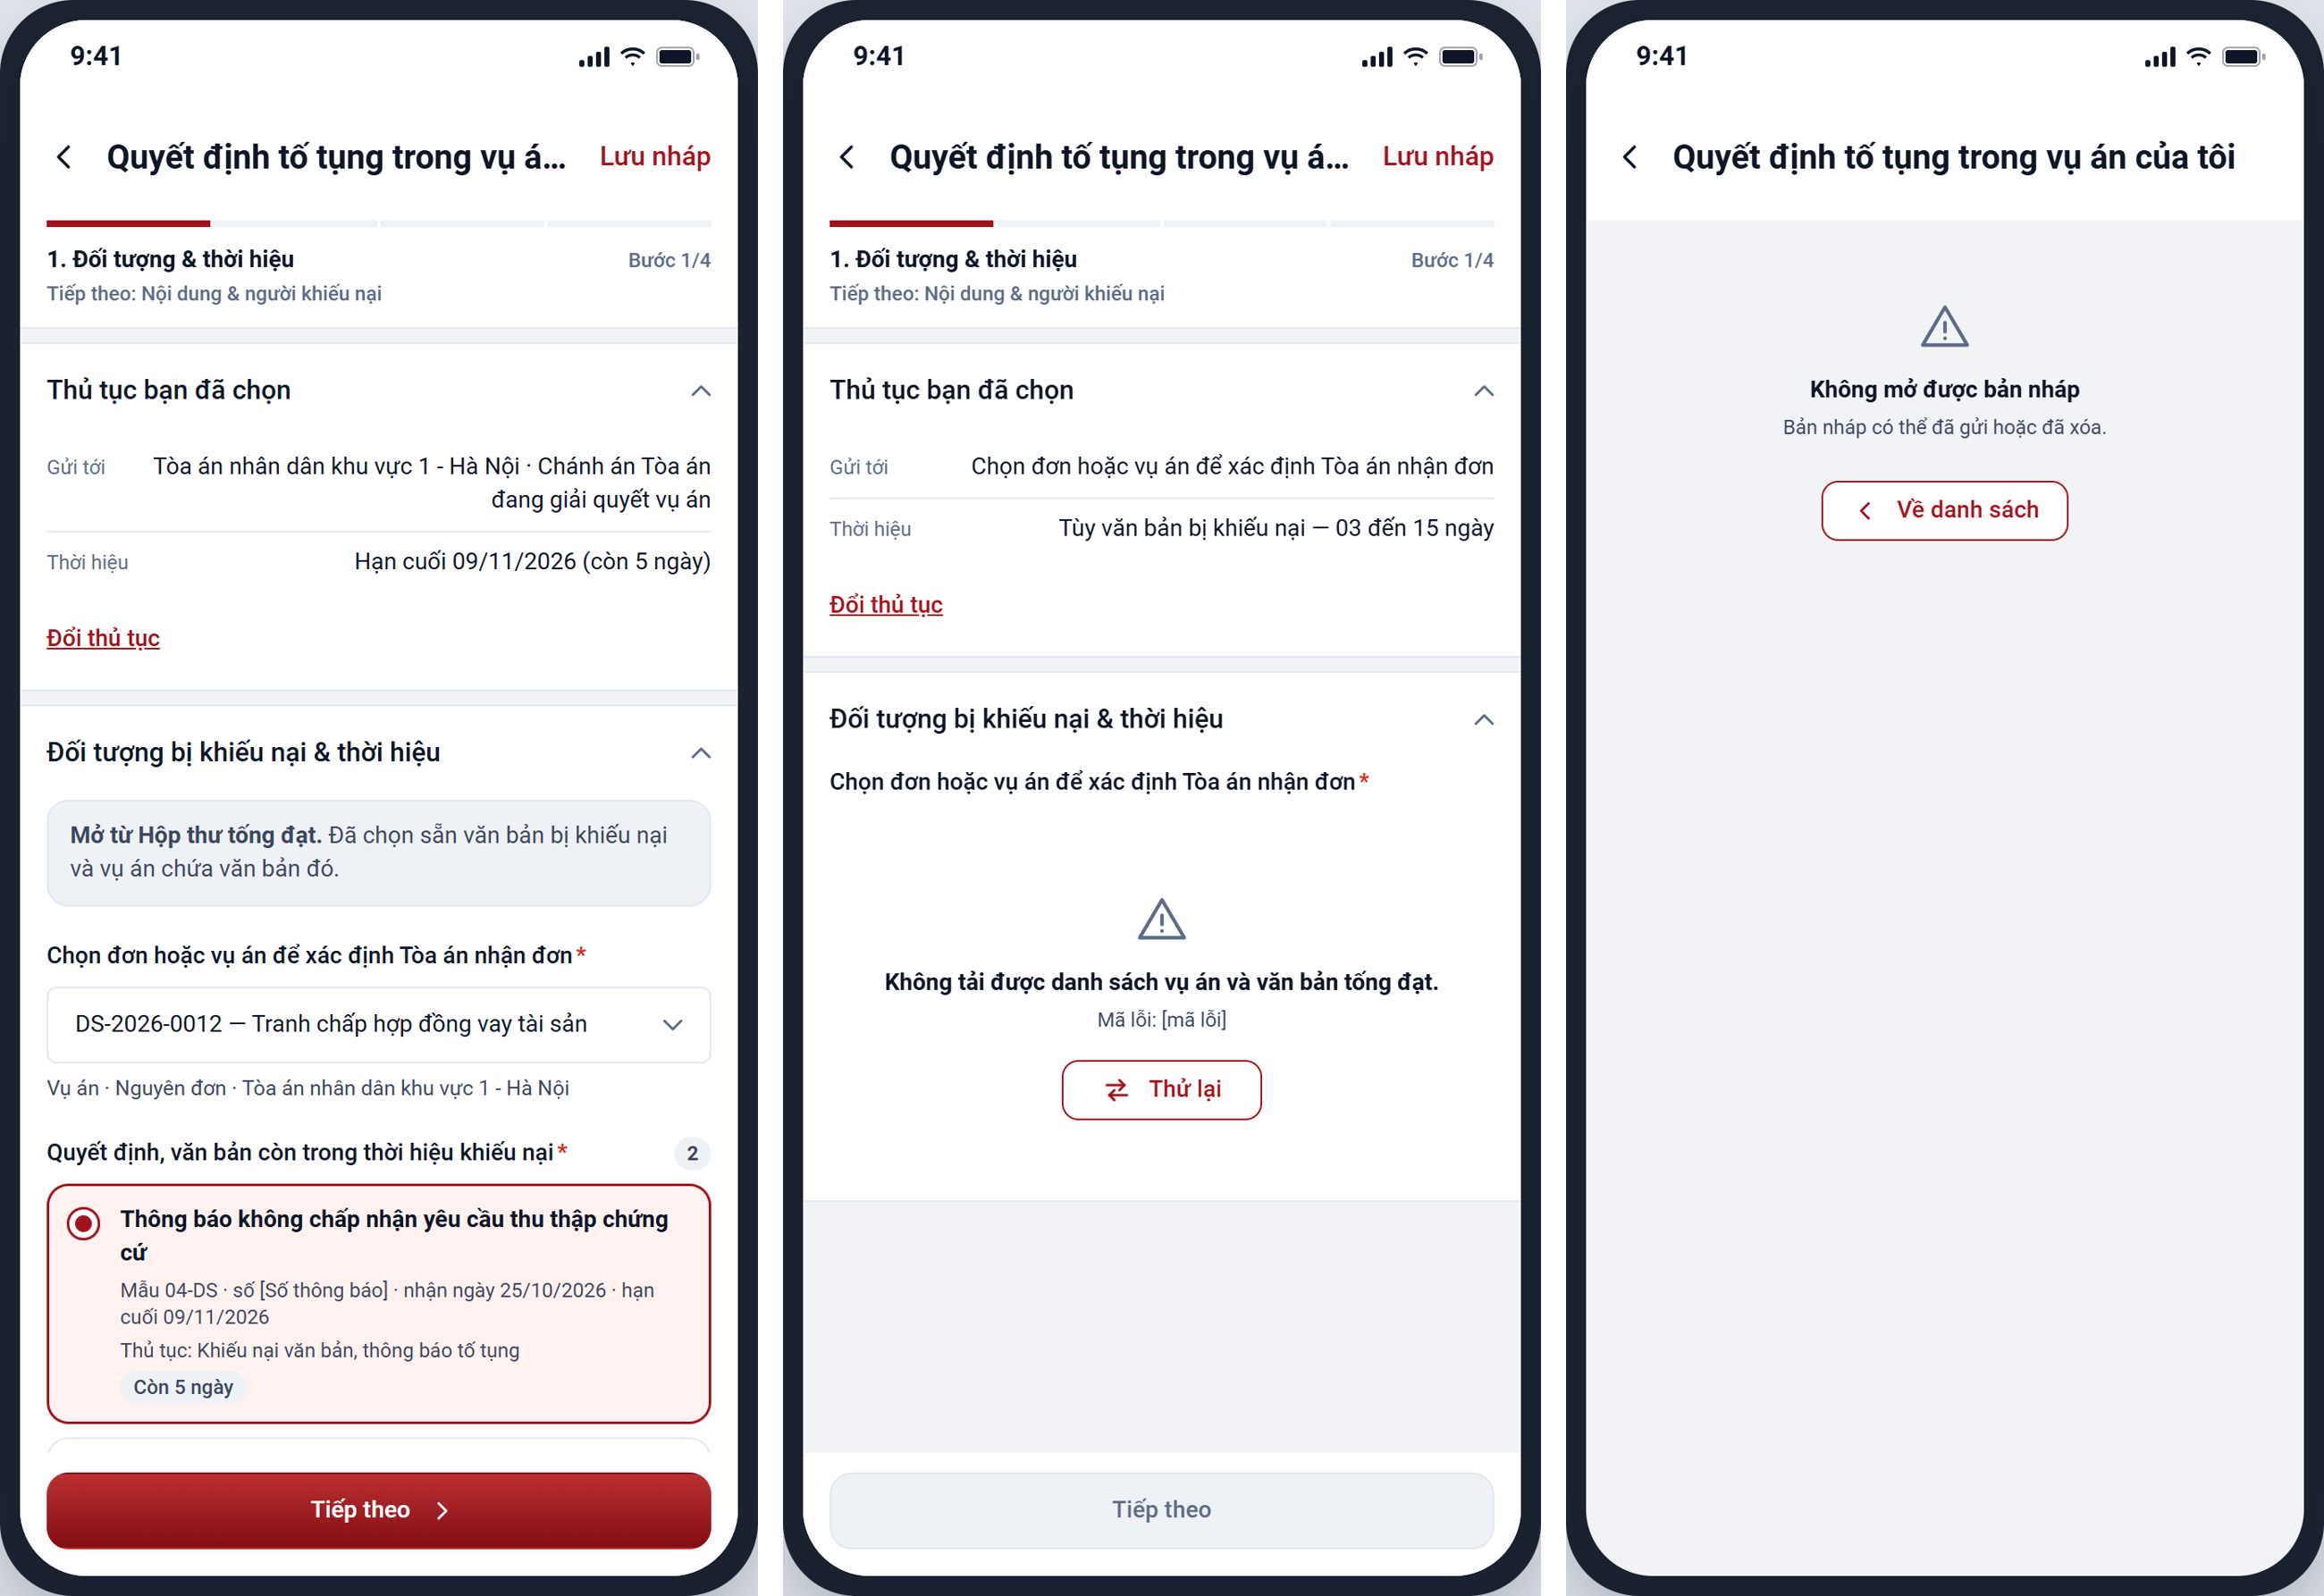 9:41
Quyết định tố tụng trong vụ á...
Lưu nháp
1. Đối tượng & thời hiệu
Bước 1/4
Tiếp theo: Nội dung & người khiếu nại
Thủ tục bạn đã chọn
Gửi tới
Tòa án nhân dân khu vực 1 - Hà Nội · Chánh án Tòa án
đang giải quyết vụ án
Thời hiệu
Hạn cuối 09/11/2026 (còn 5 ngày)
Đổi thủ tục
Đối tượng bị khiếu nại & thời hiệu
Mở từ Hộp thư tống đạt. Đã chọn sẵn văn bản bị khiếu nại
và vụ án chứa văn bản đó.
Chọn đơn hoặc vụ án để xác định Tòa án nhận đơn *
DS-2026-0012 — Tranh chấp hợp đồng vay tài sản
Vụ án · Nguyên đơn · Tòa án nhân dân khu vực 1 - Hà Nội
Quyết định, văn bản còn trong thời hiệu khiếu nại *
2
Thông báo không chấp nhận yêu cầu thu thập chứng
cứ
Mẫu 04-DS · số [Số thông báo] · nhận ngày 25/10/2026 · hạn
cuối 09/11/2026
Thủ tục: Khiếu nại văn bản, thông báo tố tụng
Còn 5 ngày
Tiếp theo
9:41
Quyết định tố tụng trong vụ á...
Lưu nháp
1. Đối tượng & thời hiệu
Bước 1/4
Tiếp theo: Nội dung & người khiếu nại
Thủ tục bạn đã chọn
Gửi tới
Chọn đơn hoặc vụ án để xác định Tòa án nhận đơn
Thời hiệu
Tùy văn bản bị khiếu nại — 03 đến 15 ngày
Đổi thủ tục
Đối tượng bị khiếu nại & thời hiệu
Chọn đơn hoặc vụ án để xác định Tòa án nhận đơn *
Không tải được danh sách vụ án và văn bản tống đạt.
Mã lỗi: [mã lỗi]
Thử lại
Tiếp theo
9:41
Quyết định tố tụng trong vụ án của tôi
Không mở được bản nháp
Bản nháp có thể đã gửi hoặc đã xóa.
Về danh sách